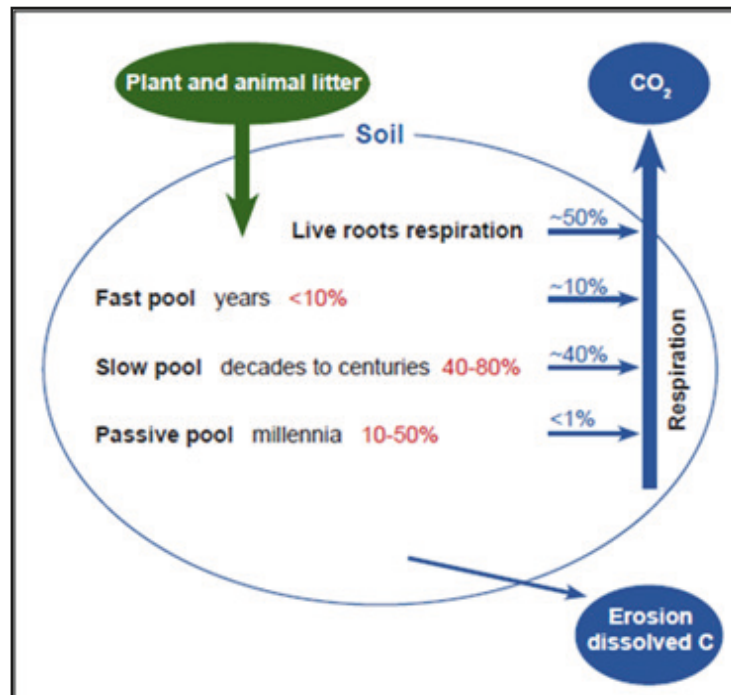 Plant and animal litter
CO₂
Soil
Live roots respiration ~50%
Fast pool years <10% ~10%
Slow pool decades to centuries 40-80% ~40%
Passive pool millennia 10-50% <1%
Respiration
Erosion
dissolved C